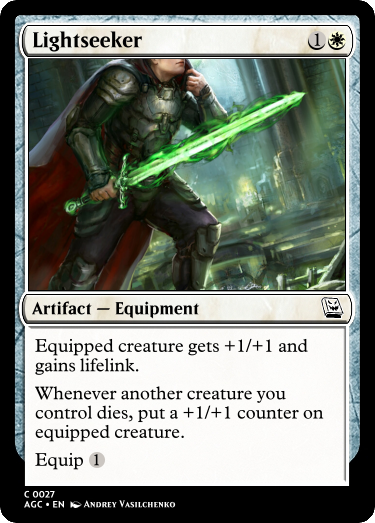 Lightseeker 1
Artifact — Equipment
Equipped creature gets +1/+1 and
gains lifelink.
Whenever another creature you
control dies, put a +1/+1 counter on
equipped creature.
Equip 1
C 0027
AGC • EN Andrey Vasilchenko